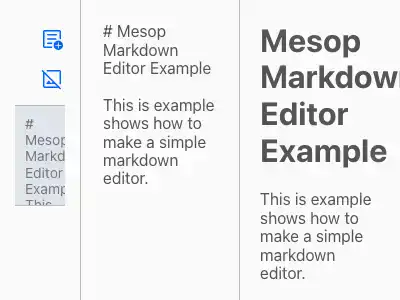 #
Mesop
Markd
Editor
Examp
This
# Mesop
Markdown
Editor Example
This is example
shows how to
make a simple
markdown
editor.
Mesop
Markdow
Editor
Example
This is example
shows how to
make a simple
markdown
editor.